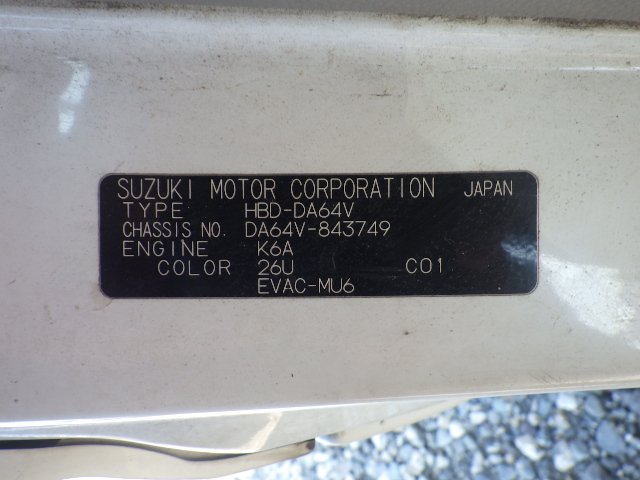 SUZUKI MOTOR CORPORATION JAPAN
TYPE HBD-DA64V
CHASSIS NO. DA64V-843749
ENGINE K6A
COLOR 26U C01
EVAC-MU6